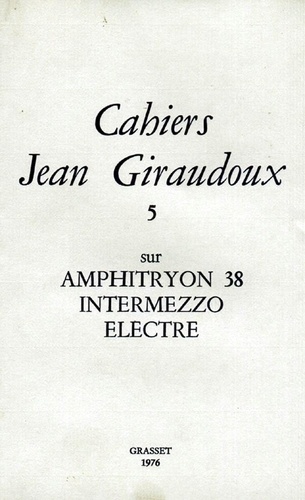 Cahiers
Jean Giraudoux
5
sur
AMPHITRYON 38
INTERMEZZO
ELECTRE
GRASSET
1976